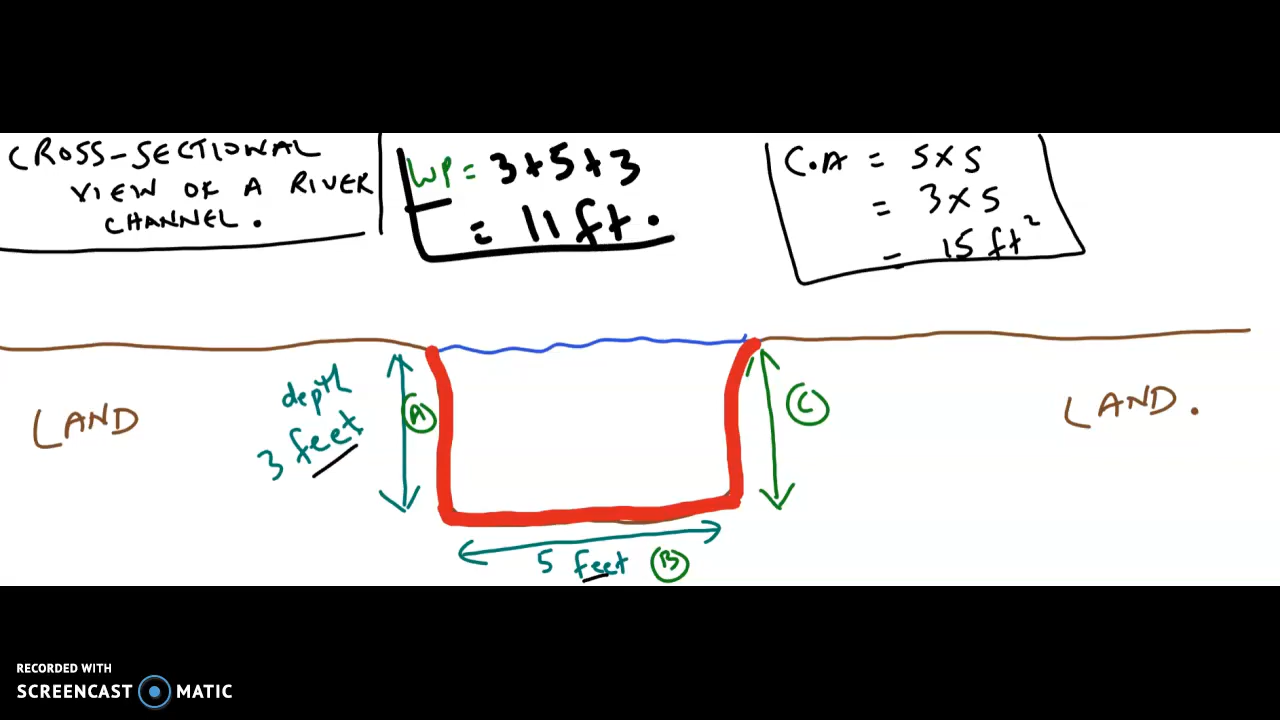 CROSS-SECTIONAL
VIEW OF A RIVER
CHANNEL.
WP = 3+5+3
= 11 ft.
C.A = 5 x 5
= 3 x 5
= 15 ft²
depth
3 feet
A
C
LAND
LAND.
5 feet B
RECORDED WITH
SCREENCAST MATIC